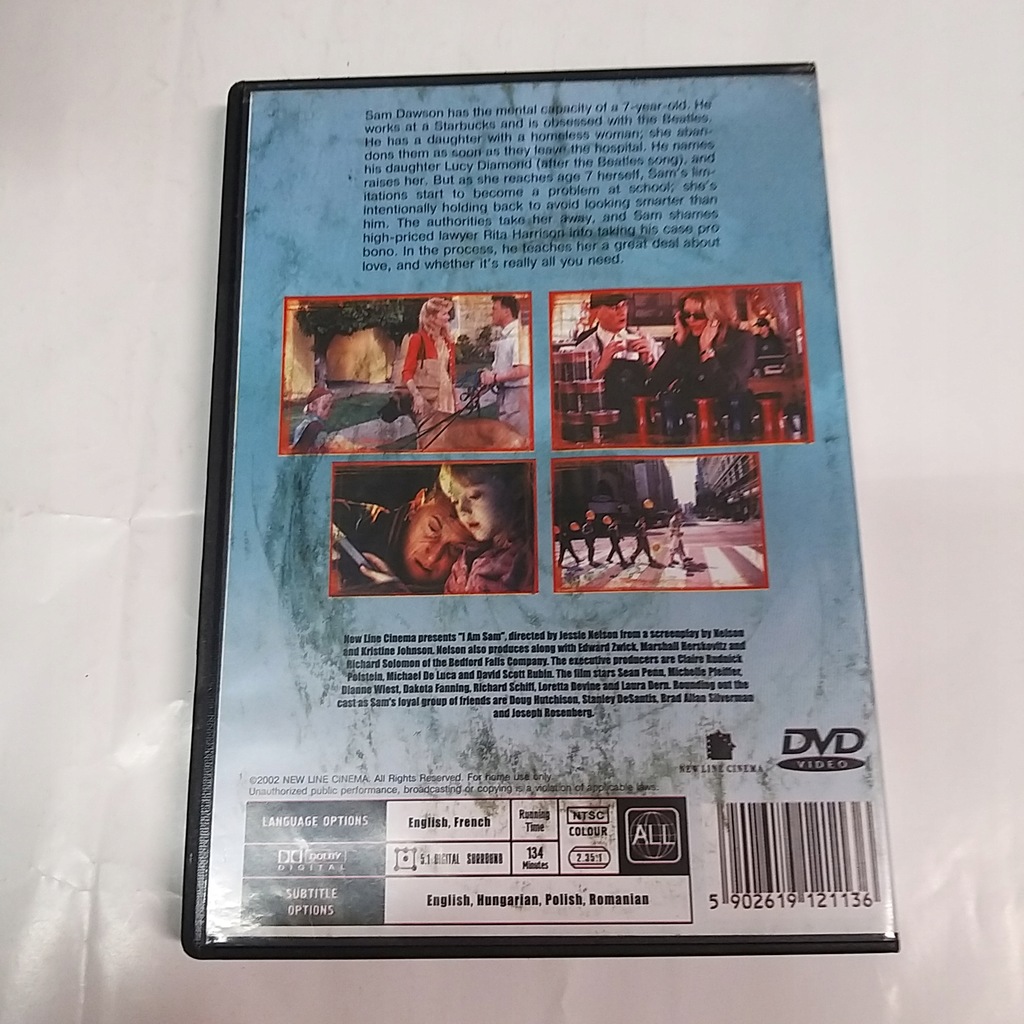 Sam Dawson has the mental capacity of a 7-year-old. He
works at a Starbucks and is obsessed with the Beatles.
He has a daughter with a homeless woman; she aban-
dons them as soon as they leave the hospital. He names
his daughter Lucy Diamond (after the Beatles song), and
raises her. But as she reaches age 7 herself, Sam's lim-
itations start to become a problem at school; she's
intentionally holding back to avoid looking smarter than
him. The authorities take her away, and Sam shames
high-priced lawyer Rita Harrison into taking his case pro
bono. In the process, he teaches her a great deal about
love, and whether it's really all you need.
New Line Cinema presents "I Am Sam", directed by Jessie Nelson from a screenplay by Nelson
and Kristine Johnson. Nelson also produces along with Edward Zwick, Marshall Herskovitz and
Richard Solomon of the Bedford Falls Company. The executive producers are Claire Rudnick
Polstein, Michael De Luca and David Scott Rubin. The film stars Sean Penn, Michelle Pfeiffer,
Dianne Wiest, Dakota Fanning, Richard Schiff, Loretta Devine and Laura Dern. Rounding out the
cast as Sam's loyal group of friends are Doug Hutchison, Stanley DeSantis, Brad Allan Silverman
and Joseph Rosenberg.
NEW LINE CINEMA
DVD
VIDEO
©2002 NEW LINE CINEMA. All Rights Reserved. For home use only.
Unauthorized public performance, broadcasting or copying is a violation of applicable laws.
LANGUAGE OPTIONS
English, French
Running
Time
NTSC
COLOUR
ALL
DOLBY
DIGITAL
5.1 DIGITAL SURROUND
134
Minutes
2.35:1
SUBTITLE
OPTIONS
English, Hungarian, Polish, Romanian
5 902619 121136